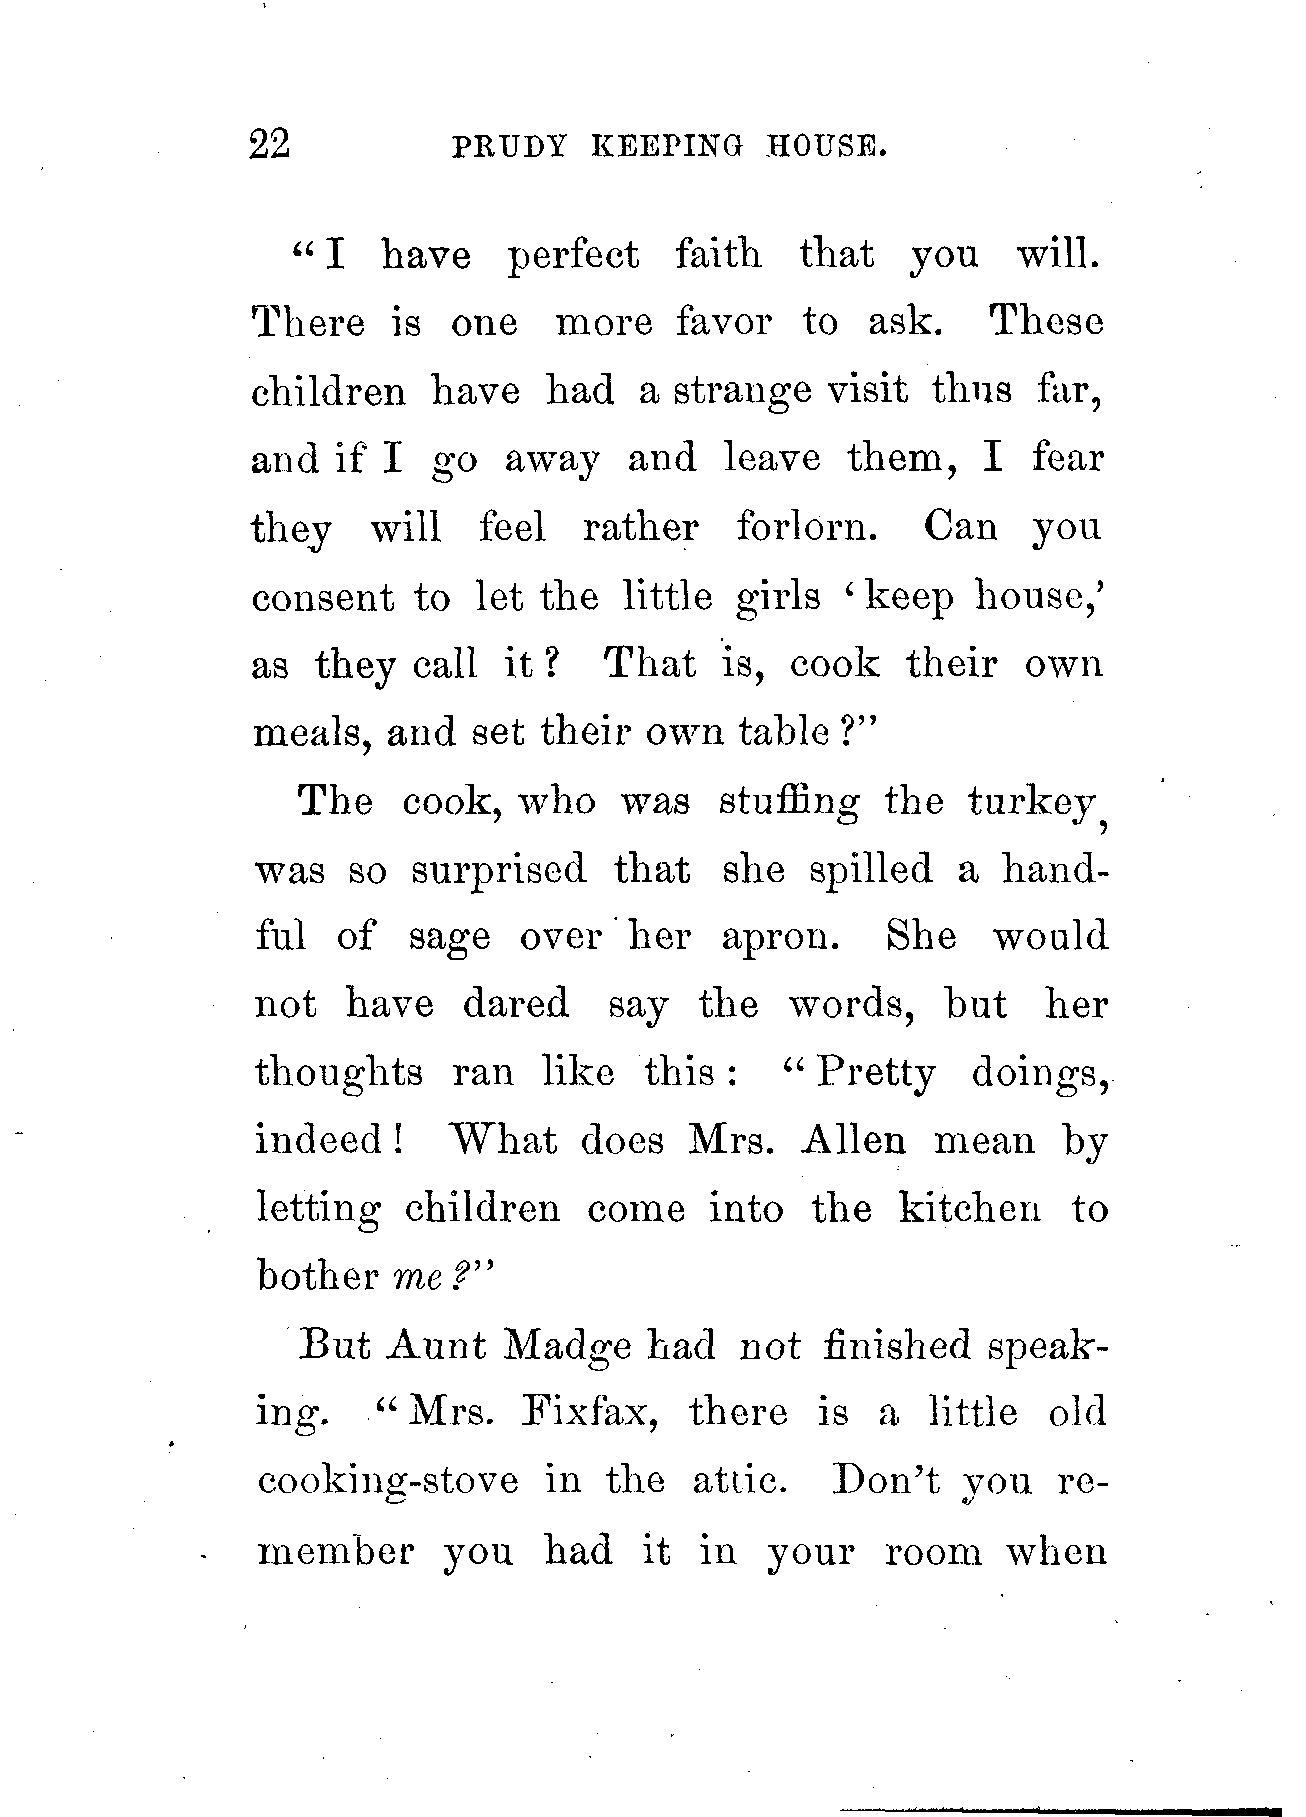 22 PRUDY KEEPING HOUSE.
“I have perfect faith that you will.
There is one more favor to ask. These
children have had a strange visit thus far,
and if I go away and leave them, I fear
they will feel rather forlorn. Can you
consent to let the little girls ‘keep house,’
as they call it? That is, cook their own
meals, and set their own table?”
The cook, who was stuffing the turkey,
was so surprised that she spilled a hand-
ful of sage over her apron. She would
not have dared say the words, but her
thoughts ran like this: “Pretty doings,
indeed! What does Mrs. Allen mean by
letting children come into the kitchen to
bother me?”
But Aunt Madge had not finished speak-
ing. “Mrs. Fixfax, there is a little old
cooking-stove in the attic. Don’t you re-
member you had it in your room when